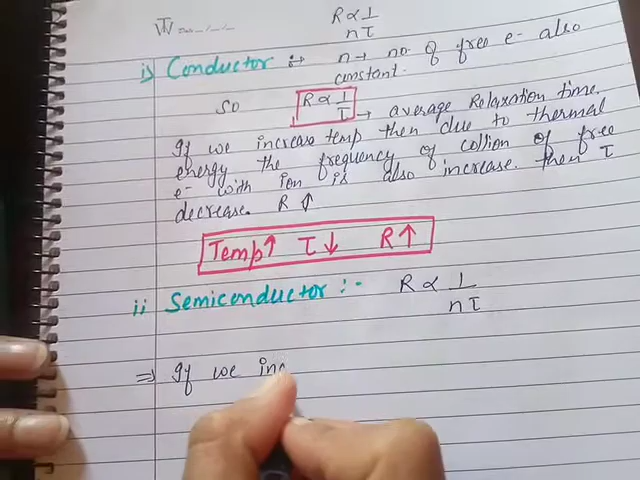 R ∝ 1/nτ
i) Conductor :→ n → no. of free e- also
constant.
so R ∝ 1/τ → average Relaxation time.
If we increase temp then due to thermal
energy the frequency of collion of free
e- with ion is also increase. then τ
decrease. R ↑
Temp↑ τ↓ R↑
ii Semiconductor :- R ∝ 1/nτ
⇒ If we inc